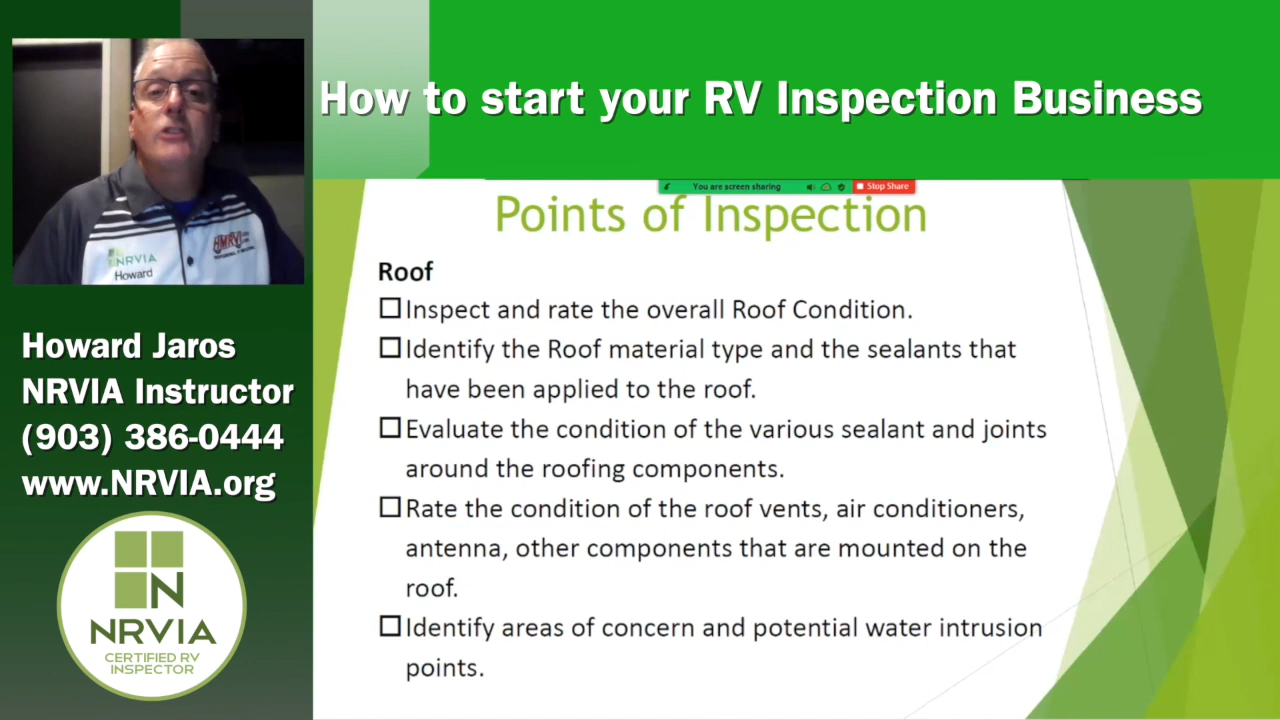 How to start your RV Inspection Business
You are screen sharing
Stop Share
Points of Inspection
Roof
Inspect and rate the overall Roof Condition.
Identify the Roof material type and the sealants that
have been applied to the roof.
Evaluate the condition of the various sealant and joints
around the roofing components.
Rate the condition of the roof vents, air conditioners,
antenna, other components that are mounted on the
roof.
Identify areas of concern and potential water intrusion
points.
NRVIA
Howard
Howard Jaros
NRVIA Instructor
(903) 386-0444
www.NRVIA.org
N
NRVIA
CERTIFIED RV
INSPECTOR